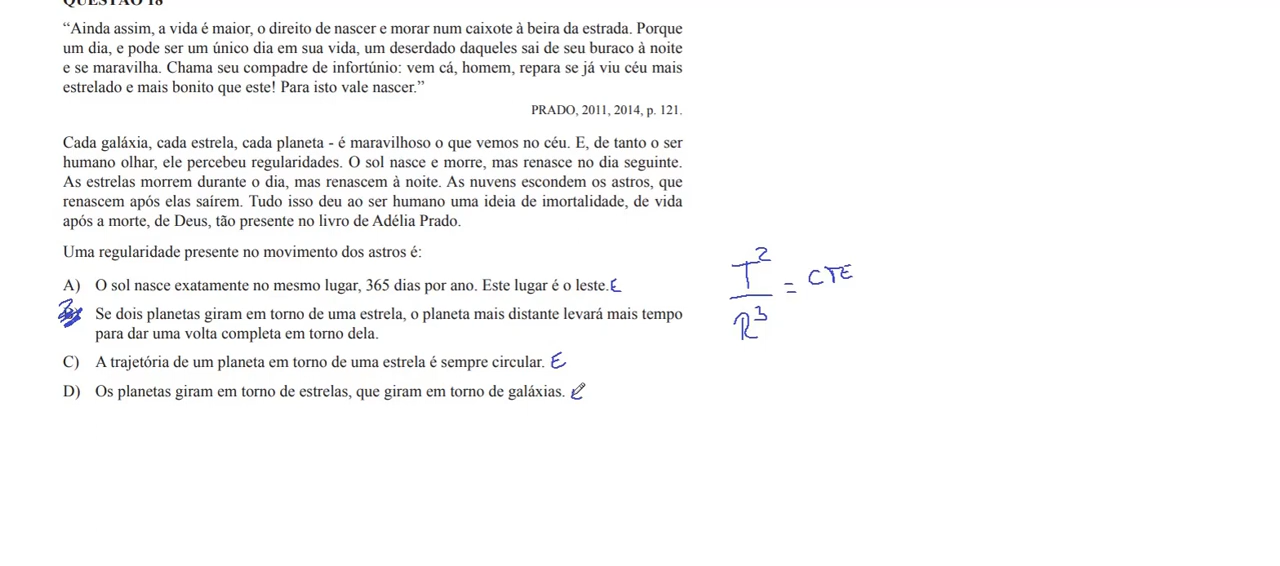 QUESTÃO 18
“Ainda assim, a vida é maior, o direito de nascer e morar num caixote à beira da estrada. Porque
um dia, e pode ser um único dia em sua vida, um deserdado daqueles sai de seu buraco à noite
e se maravilha. Chama seu compadre de infortúnio: vem cá, homem, repara se já viu céu mais
estrelado e mais bonito que este! Para isto vale nascer.”
PRADO, 2011, 2014, p. 121.
Cada galáxia, cada estrela, cada planeta - é maravilhoso o que vemos no céu. E, de tanto o ser
humano olhar, ele percebeu regularidades. O sol nasce e morre, mas renasce no dia seguinte.
As estrelas morrem durante o dia, mas renascem à noite. As nuvens escondem os astros, que
renascem após elas saírem. Tudo isso deu ao ser humano uma ideia de imortalidade, de vida
após a morte, de Deus, tão presente no livro de Adélia Prado.
Uma regularidade presente no movimento dos astros é:
A) O sol nasce exatamente no mesmo lugar, 365 dias por ano. Este lugar é o leste. E
Se dois planetas giram em torno de uma estrela, o planeta mais distante levará mais tempo
para dar uma volta completa em torno dela.
C) A trajetória de um planeta em torno de uma estrela é sempre circular. E
D) Os planetas giram em torno de estrelas, que giram em torno de galáxias. E
T²
= CTE
R³